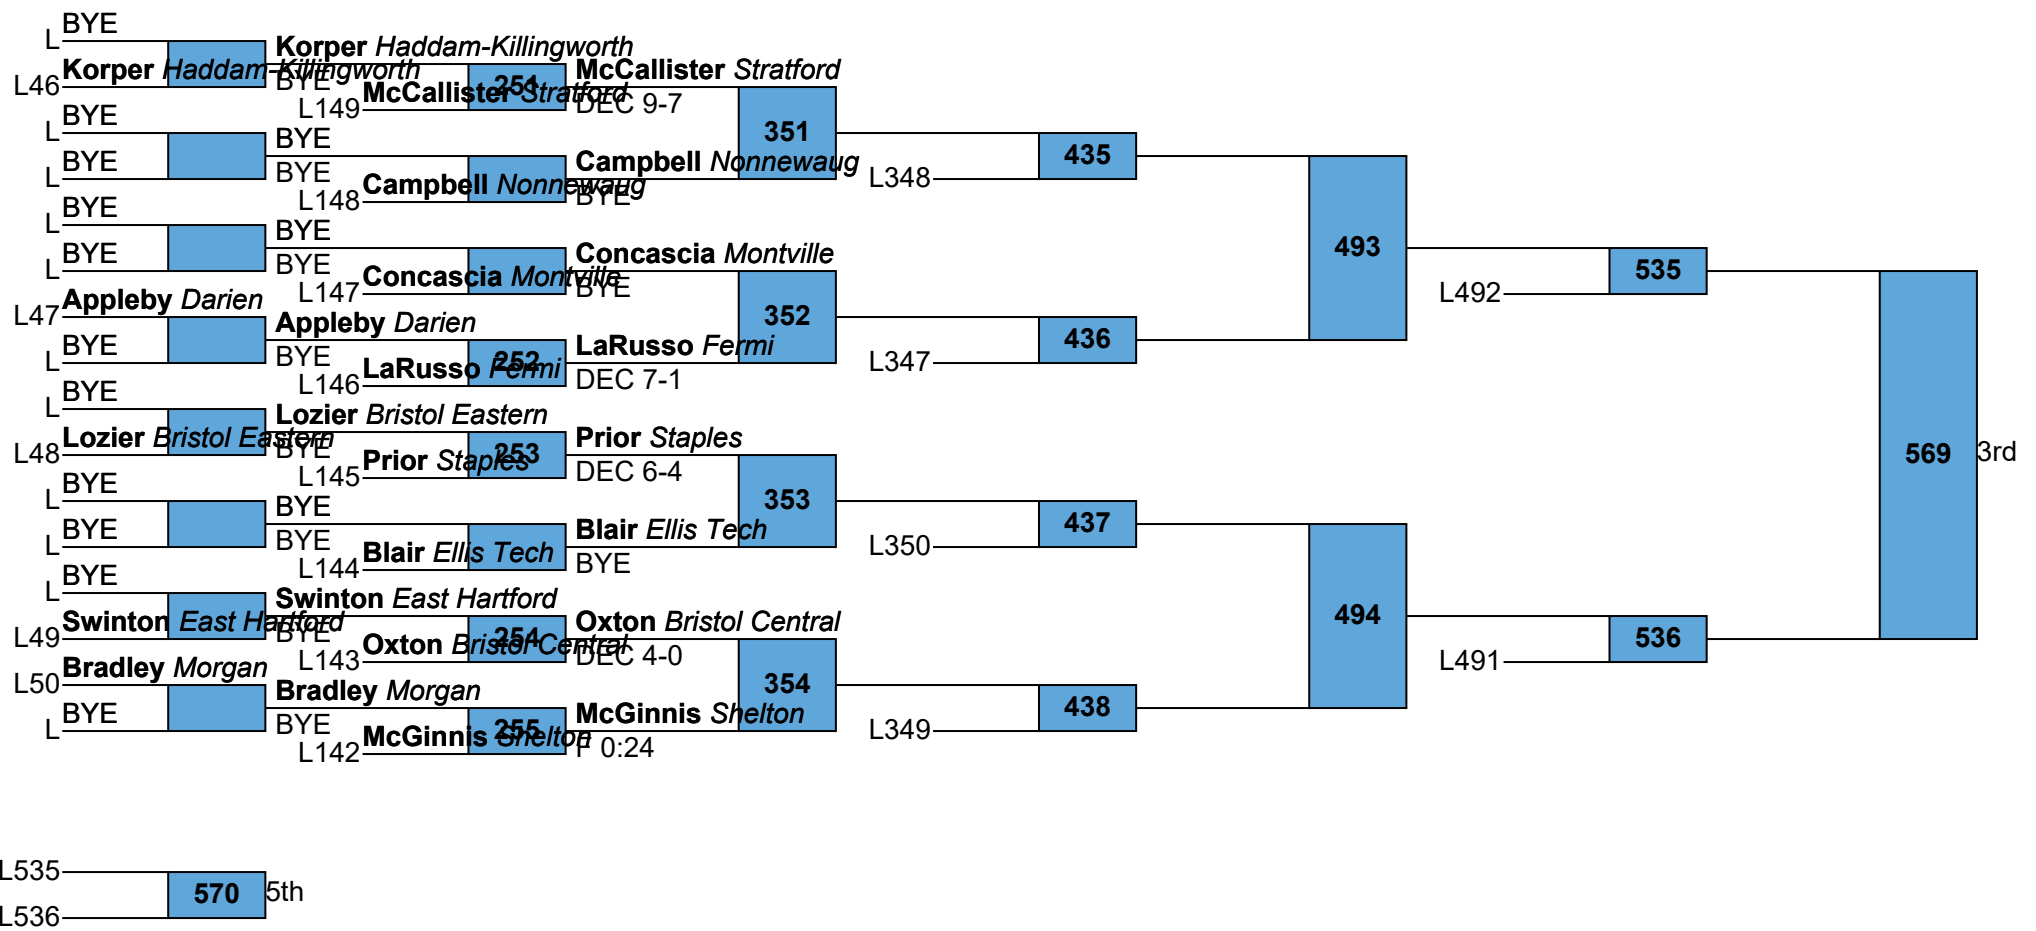 BYE
L
Korper Haddam-Killingworth
L46
BYE
L
BYE
L
BYE
L
BYE
L
Appleby Darien
L47
BYE
L
BYE
L
Lozier Bristol Eastern
L48
BYE
L
BYE
L
BYE
L
Swinton East Hartford
L49
Bradley Morgan
L50
BYE
L
Korper Haddam-Killingworth
BYE
251
McCallister Stratford
L149
BYE
BYE
Campbell Nonnewaug
L148
BYE
BYE
Concascia Montville
L147
Appleby Darien
BYE
252
LaRusso Fermi
L146
Lozier Bristol Eastern
BYE
253
Prior Staples
L145
BYE
BYE
Blair Ellis Tech
L144
Swinton East Hartford
BYE
254
Oxton Bristol Central
L143
Bradley Morgan
BYE
255
McGinnis Shelton
L142
McCallister Stratford
DEC 9-7
351
Campbell Nonnewaug
BYE
Concascia Montville
BYE
352
LaRusso Fermi
DEC 7-1
Prior Staples
DEC 6-4
353
Blair Ellis Tech
BYE
Oxton Bristol Central
DEC 4-0
354
McGinnis Shelton
F 0:24
435
L348
436
L347
437
L350
438
L349
493
494
535
L492
536
L491
569
3rd
L535
570
5th
L536